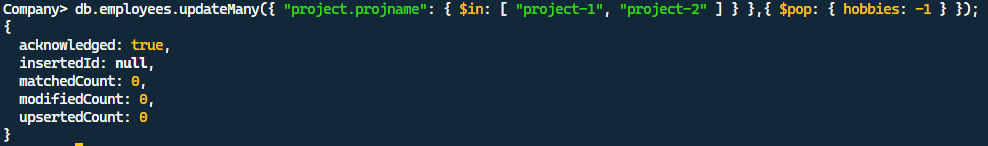 Company> db.employees.updateMany({ "project.projname": { $in: [ "project-1", "project-2" ] } },{ $pop: { hobbies: -1 } });
{
  acknowledged: true,
  insertedId: null,
  matchedCount: 0,
  modifiedCount: 0,
  upsertedCount: 0
}